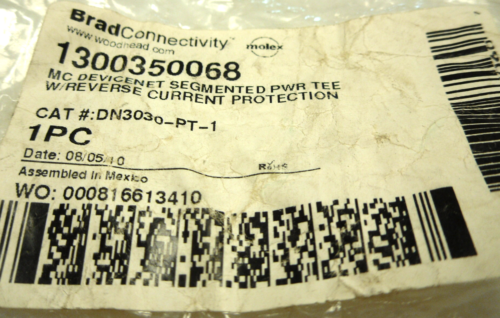 BradConnectivity™
www.woodhead.com molex
1300350068
MC DEVICENET SEGMENTED PWR TEE
W/REVERSE CURRENT PROTECTION
CAT #:DN3030-PT-1
1PC
Date: 08/05/10 RoHS
Assembled In Mexico
WO: 000816613410